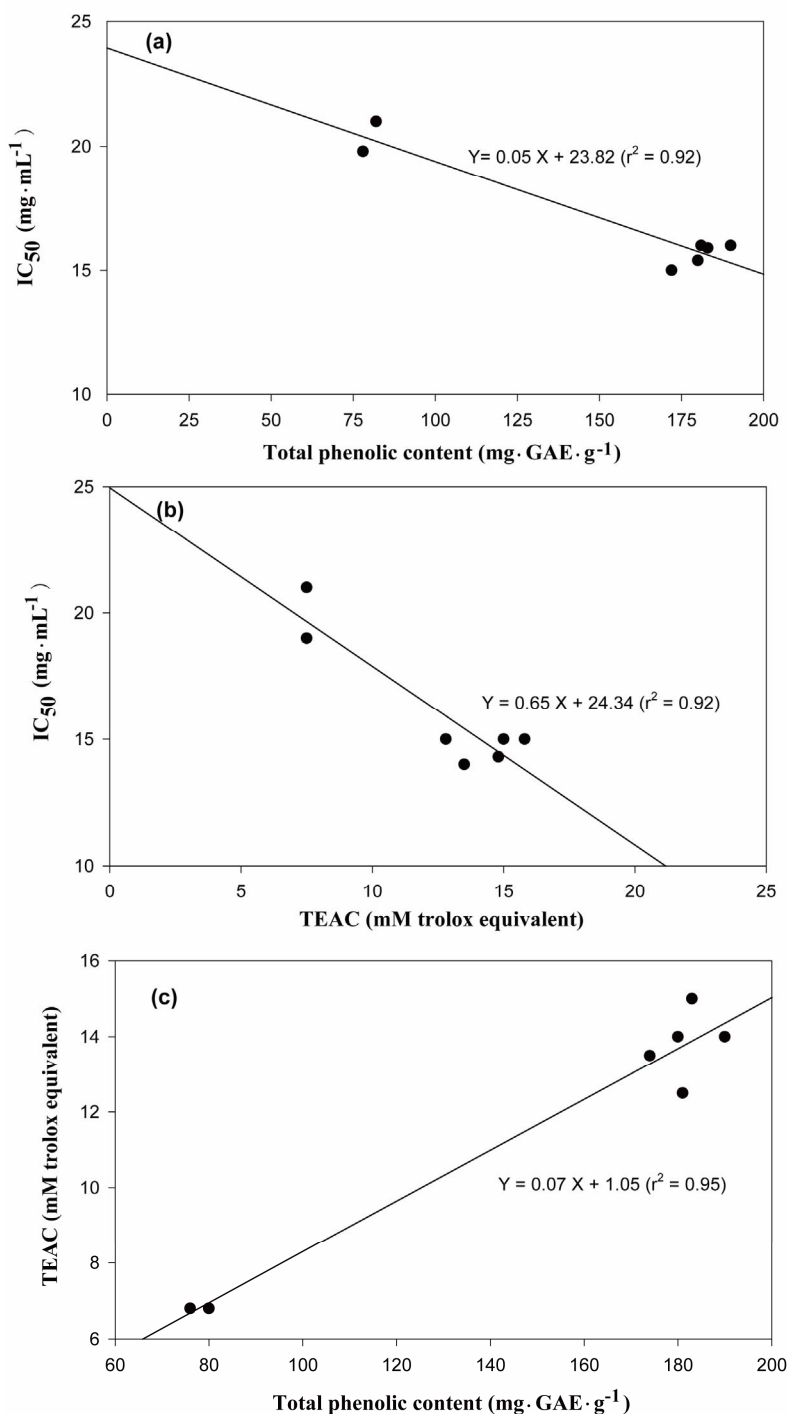 (a)
25
20
15
10
IC50 (mg·mL-1)
Y= 0.05 X + 23.82 (r2 = 0.92)
0 25 50 75 100 125 150 175 200
Total phenolic content (mg·GAE·g-1)
(b)
25
20
15
10
IC50 (mg·mL-1)
Y = 0.65 X + 24.34 (r2 = 0.92)
0 5 10 15 20 25
TEAC (mM trolox equivalent)
(c)
16
14
12
10
8
6
TEAC (mM trolox equivalent)
Y = 0.07 X + 1.05 (r2 = 0.95)
60 80 100 120 140 160 180 200
Total phenolic content (mg·GAE·g-1)